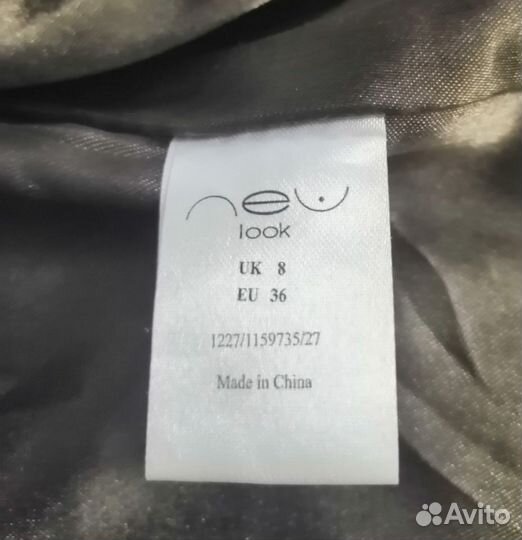 new
look
UK 8
EU 36
1227/1159735/27
Made in China
Avito